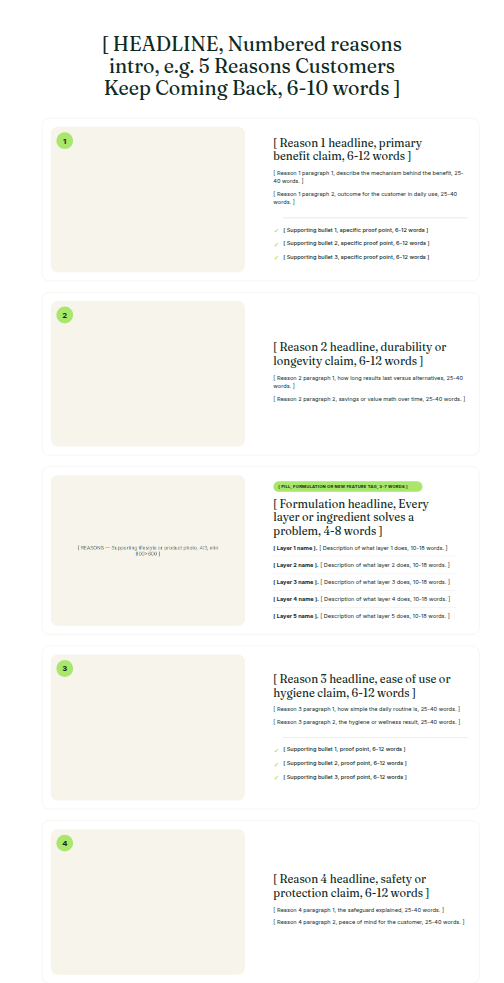 [ HEADLINE, Numbered reasons
intro, e.g. 5 Reasons Customers
Keep Coming Back, 6-10 words ]
1
[ Reason 1 headline, primary
benefit claim, 6-12 words ]
[ Reason 1 paragraph 1, describe the mechanism behind the benefit, 25-
40 words. ]
[ Reason 1 paragraph 2, outcome for the customer in daily use, 25-40
words. ]
✓ [ Supporting bullet 1, specific proof point, 6-12 words ]
✓ [ Supporting bullet 2, specific proof point, 6-12 words ]
✓ [ Supporting bullet 3, specific proof point, 6-12 words ]
2
[ Reason 2 headline, durability or
longevity claim, 6-12 words ]
[ Reason 2 paragraph 1, how long results last versus alternatives, 25-40
words. ]
[ Reason 2 paragraph 2, savings or value math over time, 25-40 words. ]
[ REASONS — Supporting lifestyle or product photo, 4:3, min
800×600 ]
[ PILL, FORMULATION OR NEW FEATURE TAG, 3-7 WORDS ]
[ Formulation headline, Every
layer or ingredient solves a
problem, 4-8 words ]
[ Layer 1 name ]. [ Description of what layer 1 does, 10-18 words. ]
[ Layer 2 name ]. [ Description of what layer 2 does, 10-18 words. ]
[ Layer 3 name ]. [ Description of what layer 3 does, 10-18 words. ]
[ Layer 4 name ]. [ Description of what layer 4 does, 10-18 words. ]
[ Layer 5 name ]. [ Description of what layer 5 does, 10-18 words. ]
3
[ Reason 3 headline, ease of use or
hygiene claim, 6-12 words ]
[ Reason 3 paragraph 1, how simple the daily routine is, 25-40 words. ]
[ Reason 3 paragraph 2, the hygiene or wellness result, 25-40 words. ]
✓ [ Supporting bullet 1, proof point, 6-12 words ]
✓ [ Supporting bullet 2, proof point, 6-12 words ]
✓ [ Supporting bullet 3, proof point, 6-12 words ]
4
[ Reason 4 headline, safety or
protection claim, 6-12 words ]
[ Reason 4 paragraph 1, the safeguard explained, 25-40 words. ]
[ Reason 4 paragraph 2, peace of mind for the customer, 25-40 words. ]